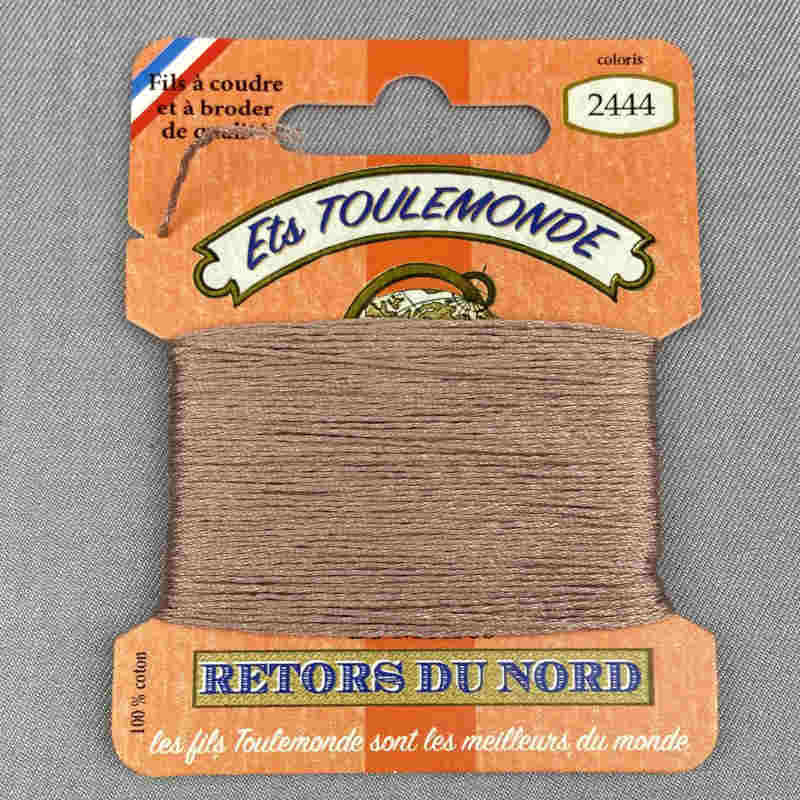 Fils à coudre
et à broder
de qualité
coloris
2444
Ets TOULEMONDE
RETORS DU NORD
100 % coton
les fils Toulemonde sont les meilleurs du monde